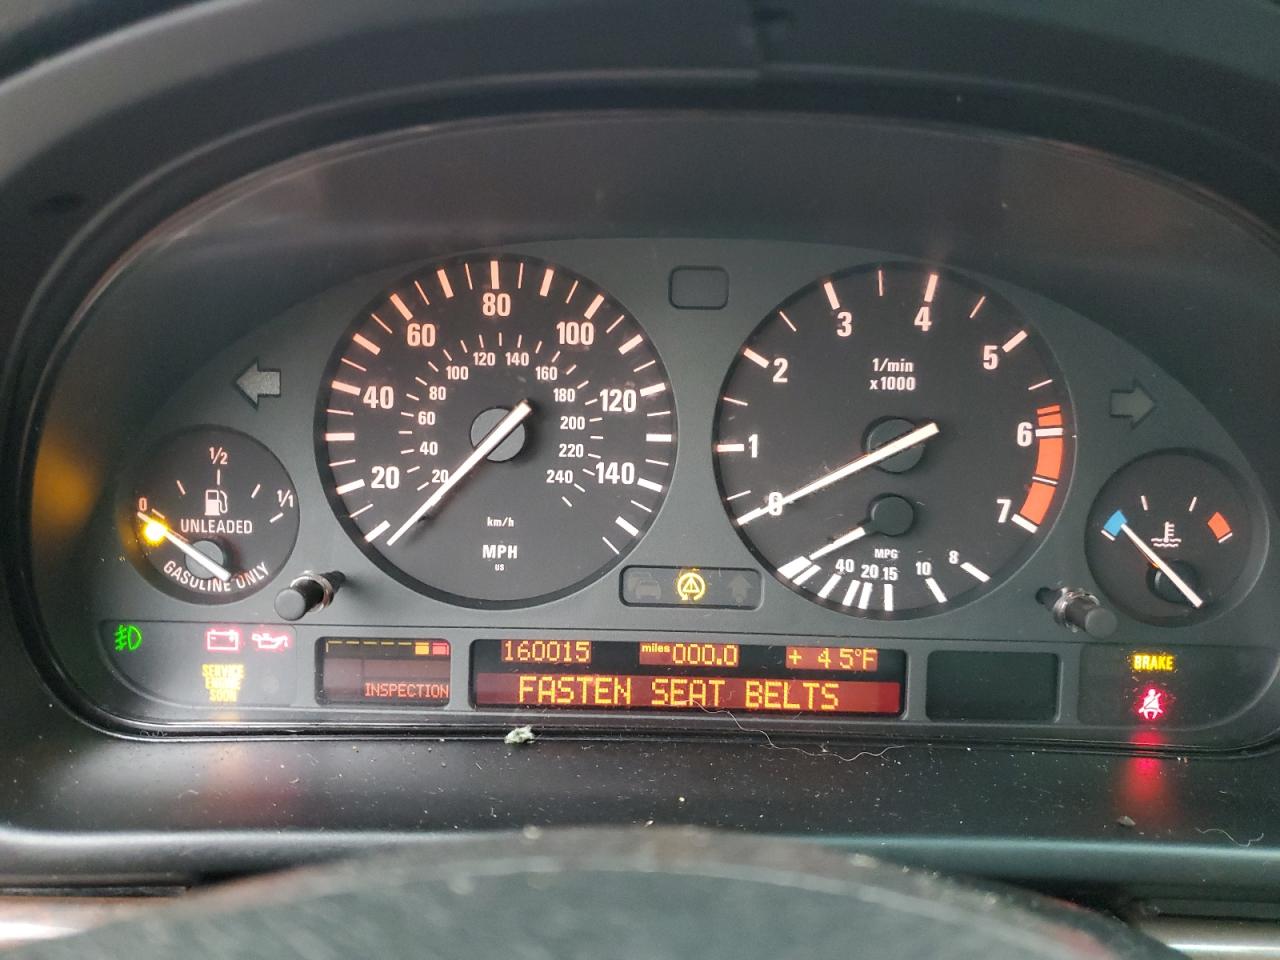 20
40
60
80
100
120
140
20
40
60
80
100
120
140
160
180
200
220
240
km/h
MPH
US
0
1
2
3
4
5
6
7
1/min
x1000
MPG
40
20
15
10
8
0
1/2
1/1
UNLEADED
GASOLINE ONLY
SERVICE
ENGINE
SOON
INSPECTION
160015
miles 000.0
+ 45°F
FASTEN SEAT BELTS
BRAKE